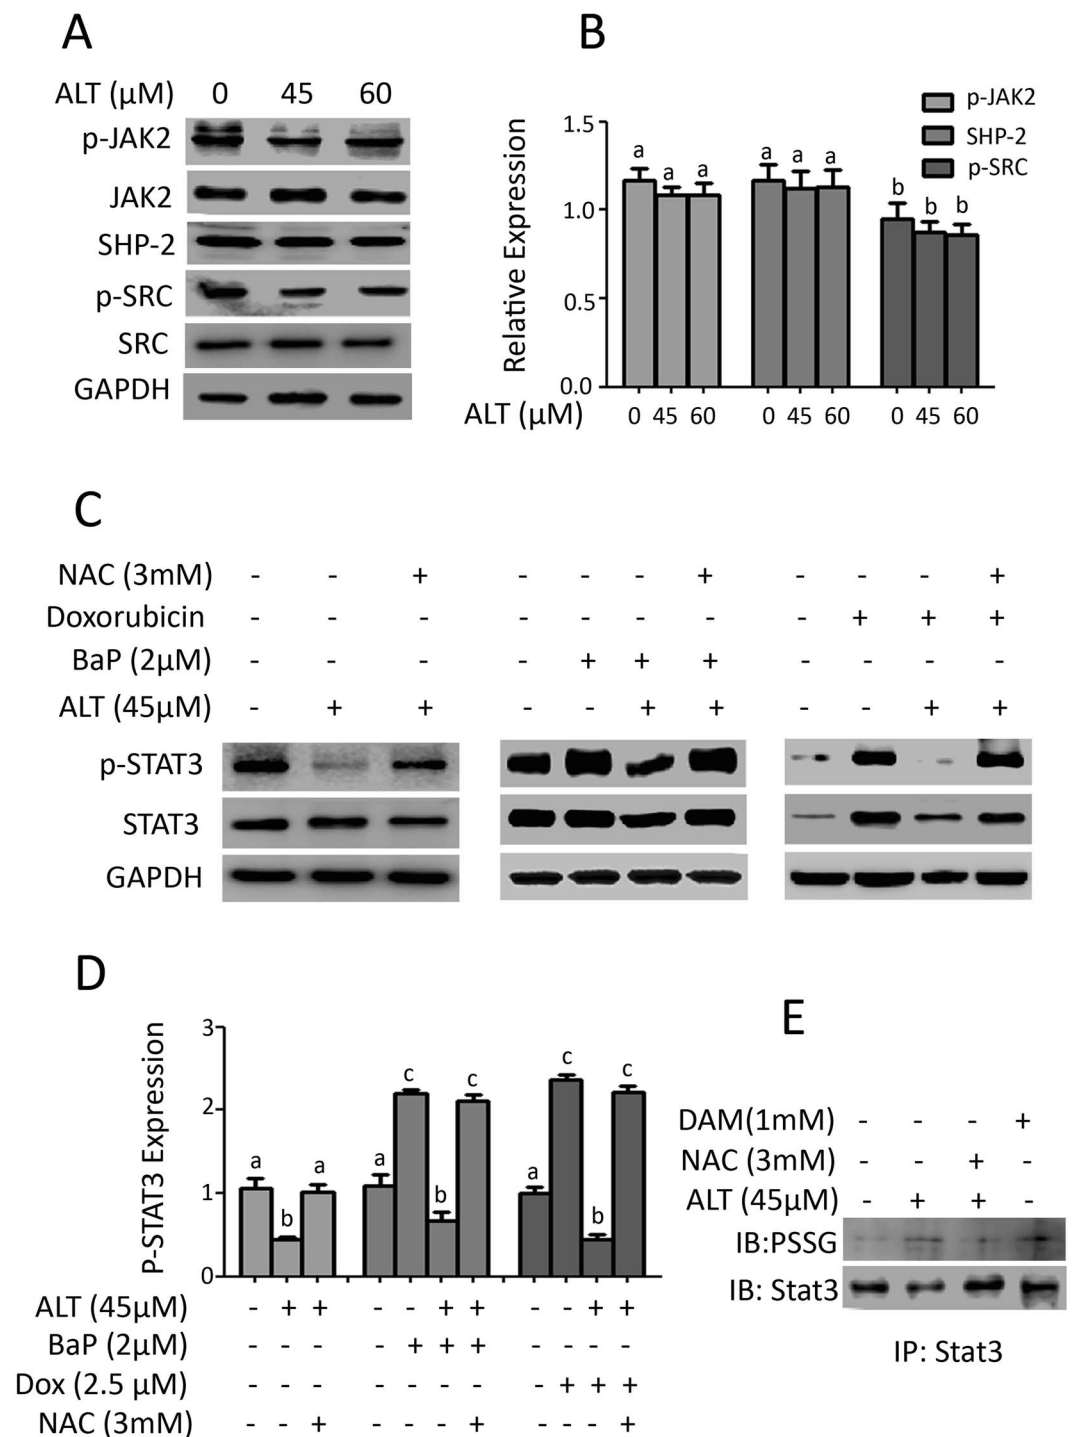 A
ALT (µM) 0 45 60
p-JAK2
JAK2
SHP-2
p-SRC
SRC
GAPDH
B
p-JAK2
SHP-2
p-SRC
Relative Expression
1.5
1.0
0.5
0.0
a a a a a a b b b
ALT (µM) 0 45 60 0 45 60 0 45 60
C
NAC (3mM) - - + - - - + - - - +
Doxorubicin - - - - - - - - + + +
BaP (2µM) - - - - + + + - - - -
ALT (45µM) - + + - - + + - - + +
p-STAT3
STAT3
GAPDH
D
P-STAT3 Expression
3
2
1
0
a b a a c b c a c b c
ALT (45µM) - + + - - + + - - + +
BaP (2µM) - - - - + + + - - - -
Dox (2.5 µM) - - - - - - - - + + +
NAC (3mM) - - + - - - + - - - +
E
DAM(1mM) - - - +
NAC (3mM) - - + -
ALT (45µM) - + + -
IB:PSSG
IB: Stat3
IP: Stat3